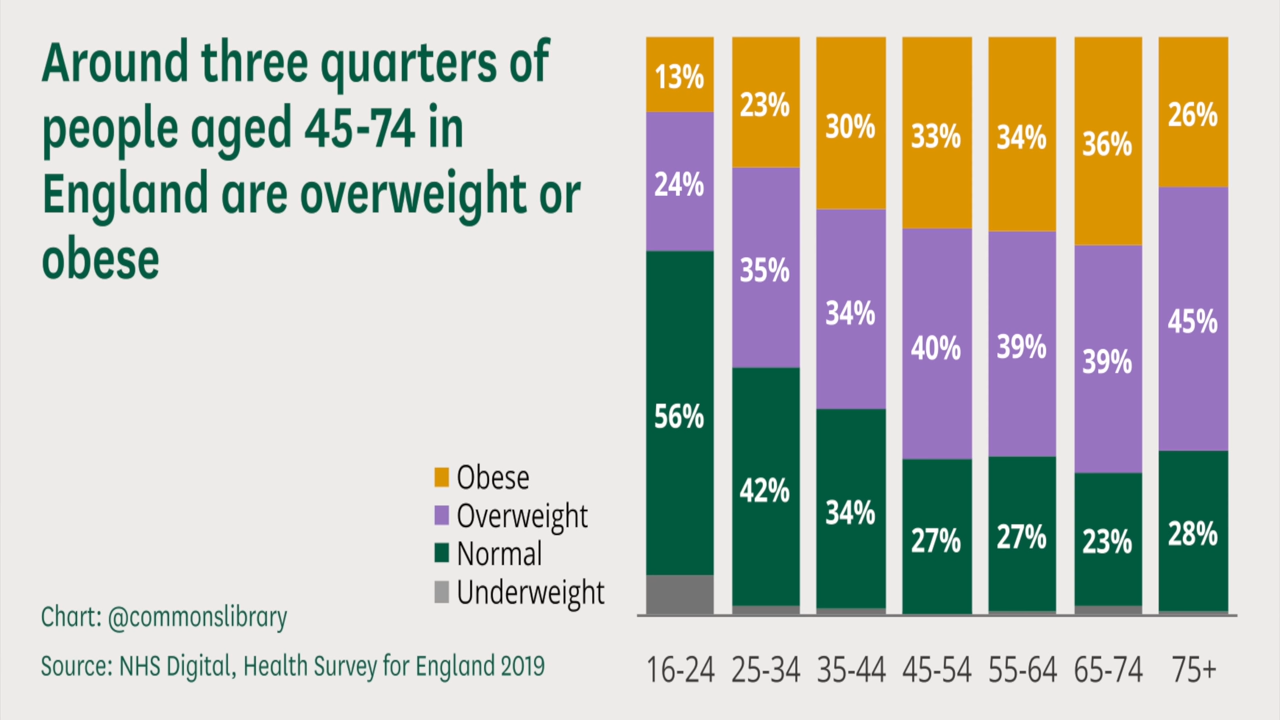 Around three quarters of
people aged 45-74 in
England are overweight or
obese
Obese
Overweight
Normal
Underweight
Chart: @commonslibrary
Source: NHS Digital, Health Survey for England 2019
13% 23% 30% 33% 34% 36% 26%
24% 35% 34% 40% 39% 39% 45%
56% 42% 34% 27% 27% 23% 28%
16-24 25-34 35-44 45-54 55-64 65-74 75+